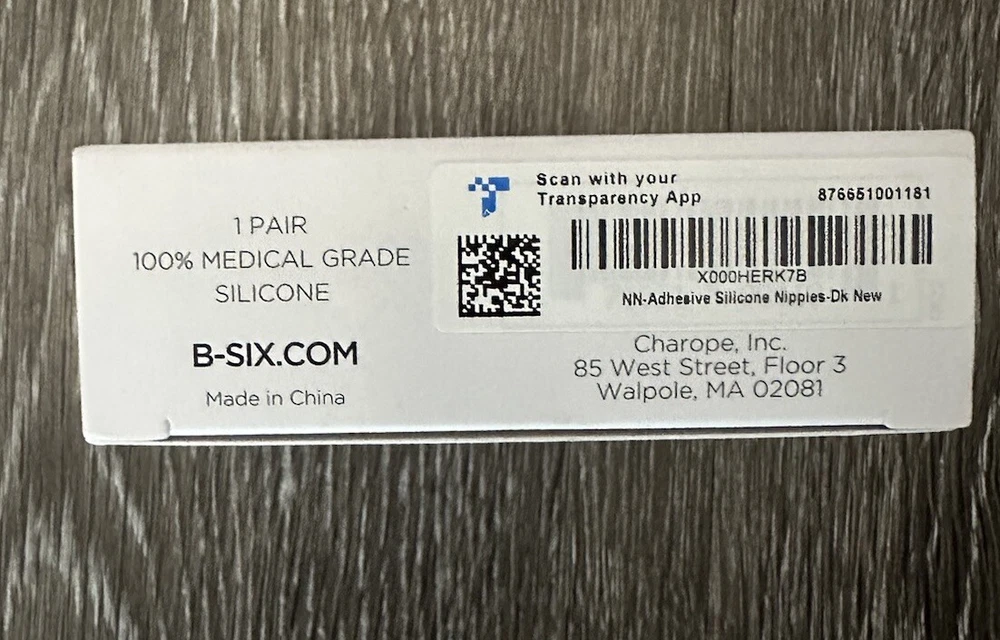 1 PAIR
100% MEDICAL GRADE
SILICONE
B-SIX.COM
Made in China
Scan with your
Transparency App
876651001181
X000HERK7B
NN-Adhesive Silicone Nippies-Dk New
Charope, Inc.
85 West Street, Floor 3
Walpole, MA 02081